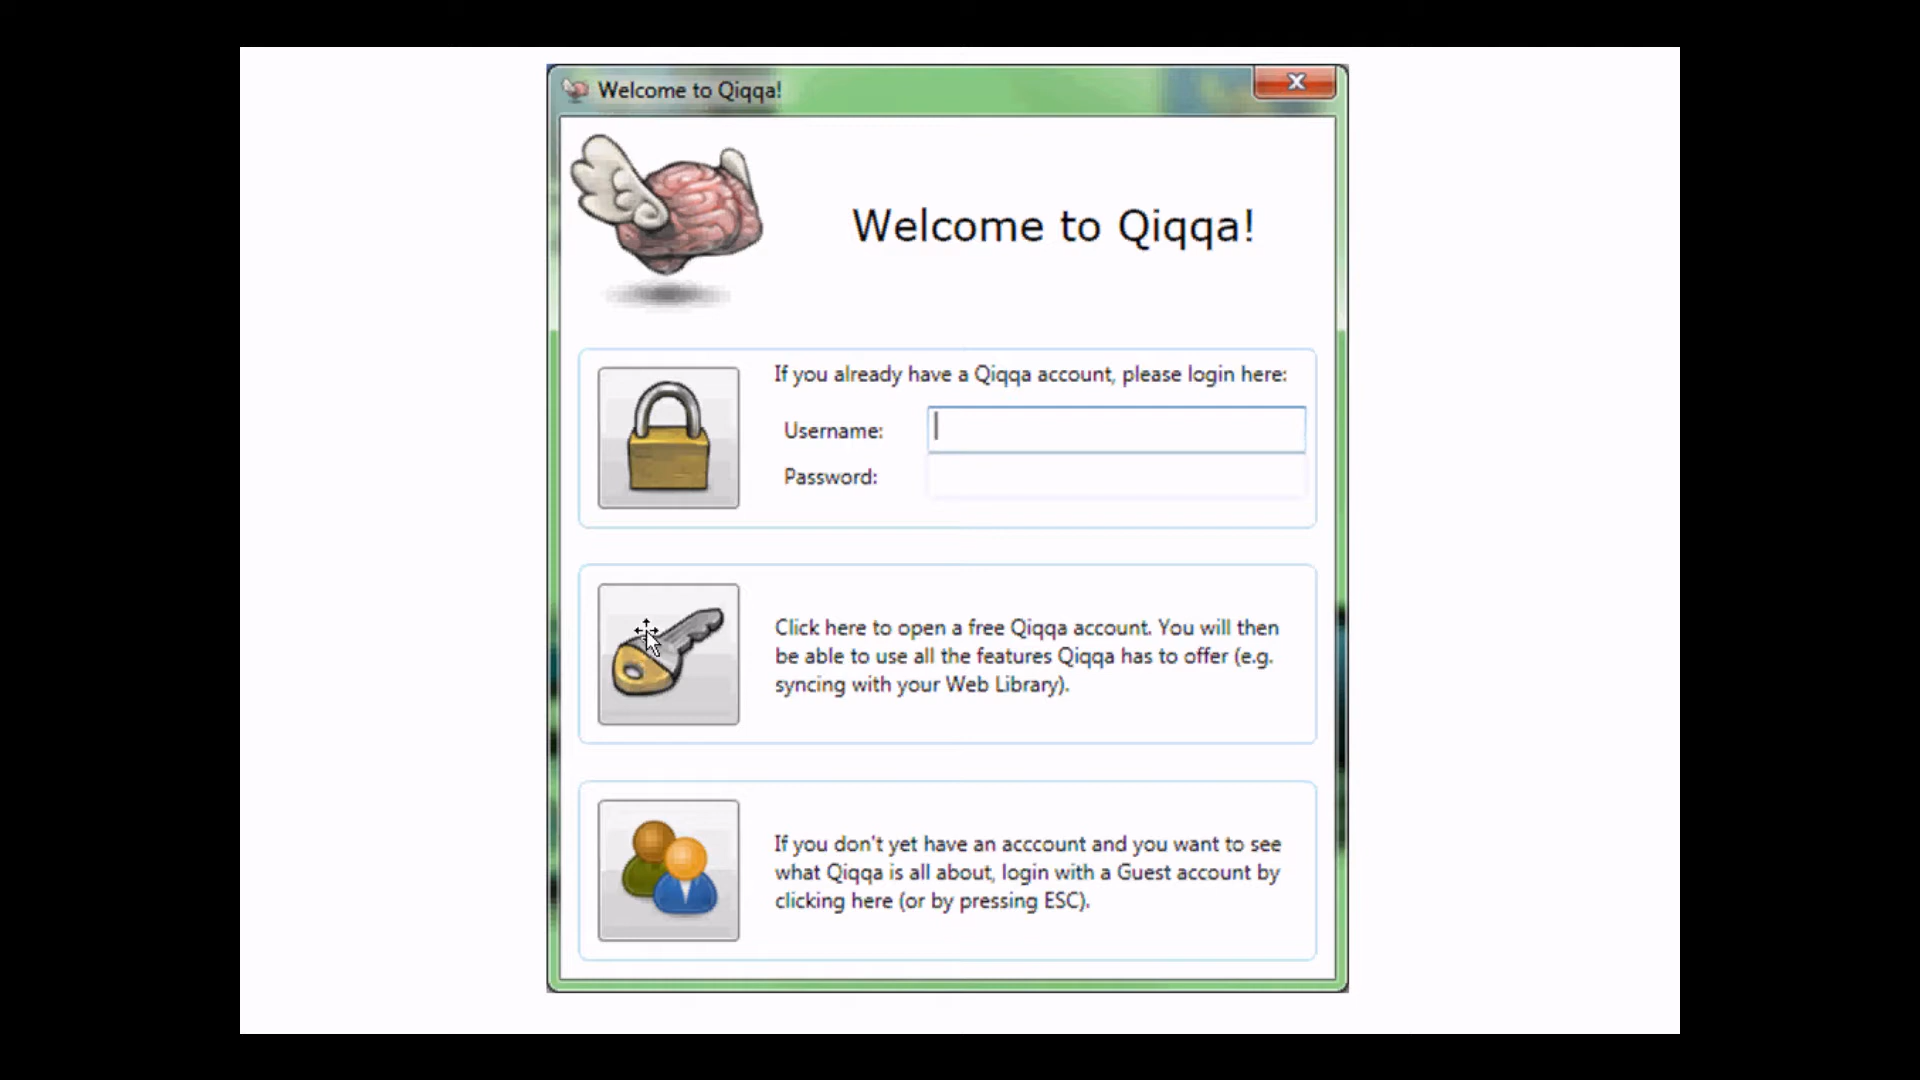 Welcome to Qiqqa!
Welcome to Qiqqa!
If you already have a Qiqqa account, please login here:
Username:
Password:
Click here to open a free Qiqqa account. You will then
be able to use all the features Qiqqa has to offer (e.g.
syncing with your Web Library).
If you don't yet have an acccount and you want to see
what Qiqqa is all about, login with a Guest account by
clicking here (or by pressing ESC).